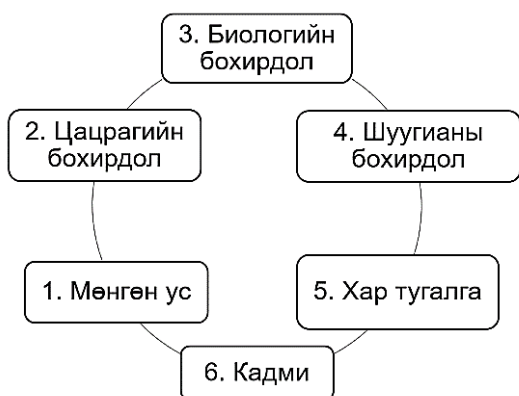 3. Биологийн
бохирдол
2. Цацрагийн
бохирдол
4. Шуугианы
бохирдол
1. Мөнгөн ус
5. Хар тугалга
6. Кадми